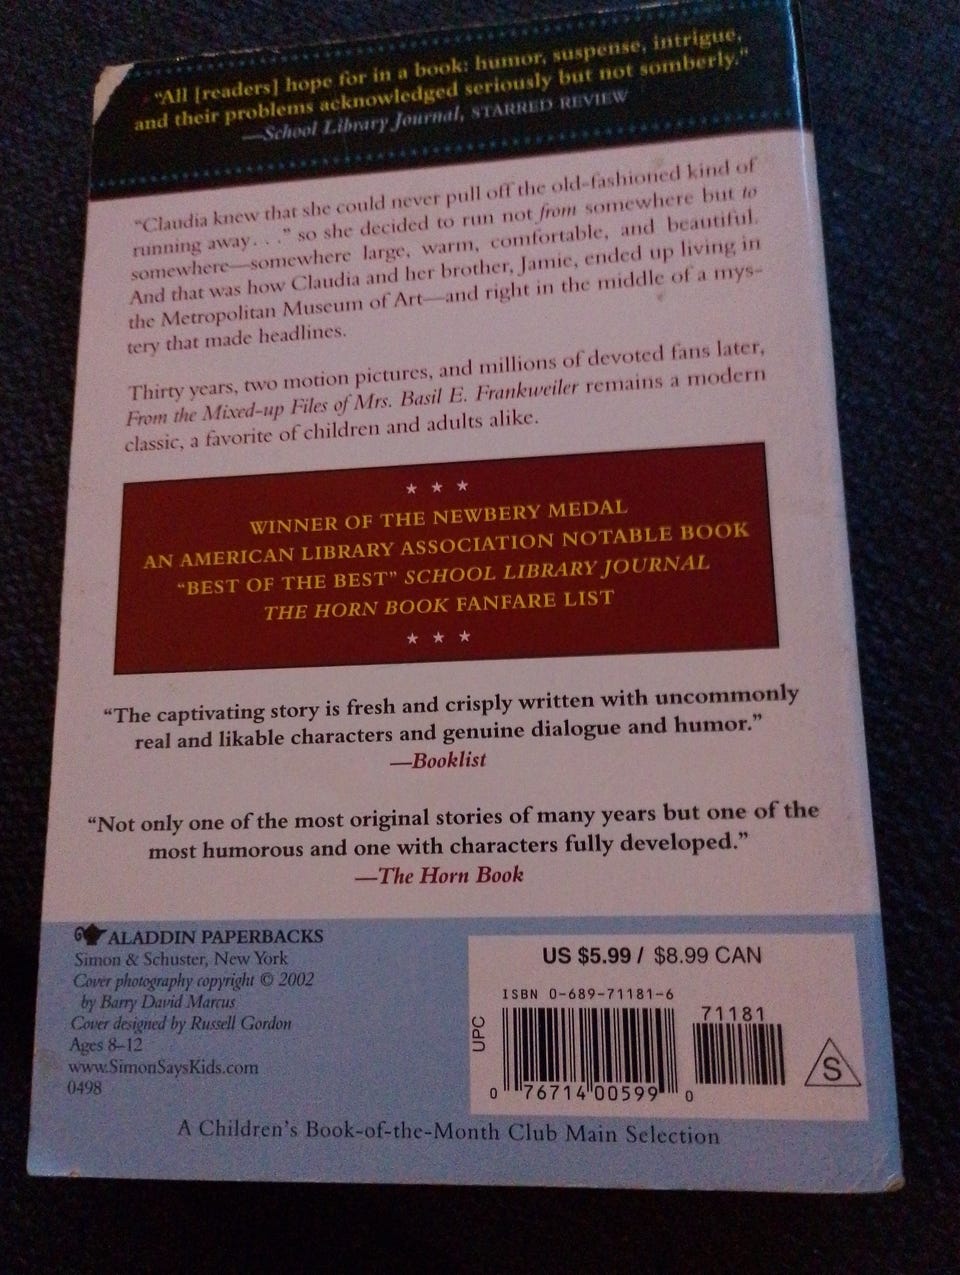 "All [readers] hope for in a book: humor, suspense, intrigue,
and their problems acknowledged seriously but not somberly."
—School Library Journal, STARRED REVIEW
"Claudia knew that she could never pull off the old-fashioned kind of
running away. . ." so she decided to run not from somewhere but to
somewhere—somewhere large, warm, comfortable, and beautiful.
And that was how Claudia and her brother, Jamie, ended up living in
the Metropolitan Museum of Art—and right in the middle of a mys-
tery that made headlines.
Thirty years, two motion pictures, and millions of devoted fans later,
From the Mixed-up Files of Mrs. Basil E. Frankweiler remains a modern
classic, a favorite of children and adults alike.
★ ★ ★
WINNER OF THE NEWBERY MEDAL
AN AMERICAN LIBRARY ASSOCIATION NOTABLE BOOK
"BEST OF THE BEST" SCHOOL LIBRARY JOURNAL
THE HORN BOOK FANFARE LIST
★ ★ ★
"The captivating story is fresh and crisply written with uncommonly
real and likable characters and genuine dialogue and humor."
—Booklist
"Not only one of the most original stories of many years but one of the
most humorous and one with characters fully developed."
—The Horn Book
ALADDIN PAPERBACKS
Simon & Schuster, New York
Cover photography copyright © 2002
by Barry David Marcus
Cover designed by Russell Gordon
Ages 8–12
www.SimonSaysKids.com
0498
US $5.99 / $8.99 CAN
ISBN 0-689-71181-6
71181
UPC
0 76714 00599 0
S
A Children's Book-of-the-Month Club Main Selection